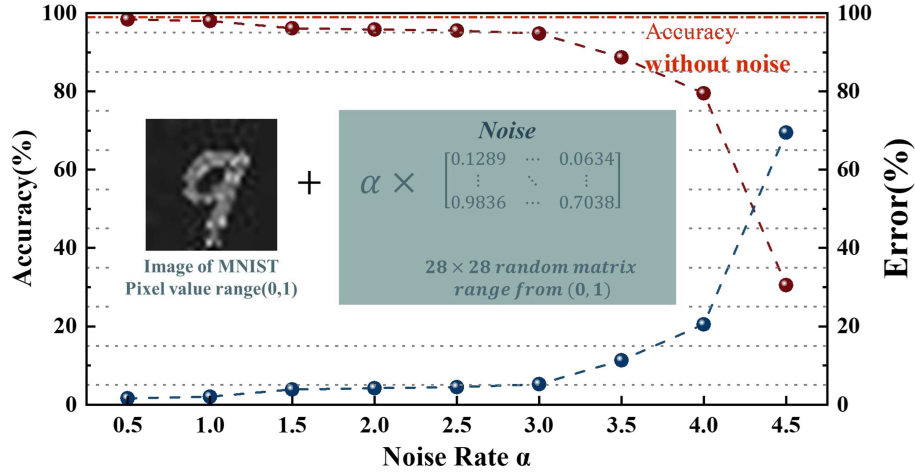 100
80
60
40
20
0
Accuracy(%)
100
80
60
40
20
0
Error(%)
Accuracy
without noise
Noise
α × [0.1289 ⋯ 0.0634
⋮ ⋱ ⋮
0.9836 ⋯ 0.7038]
+
28 × 28 random matrix
range from (0, 1)
9
Image of MNIST
Pixel value range(0,1)
0.5 1.0 1.5 2.0 2.5 3.0 3.5 4.0 4.5
Noise Rate α